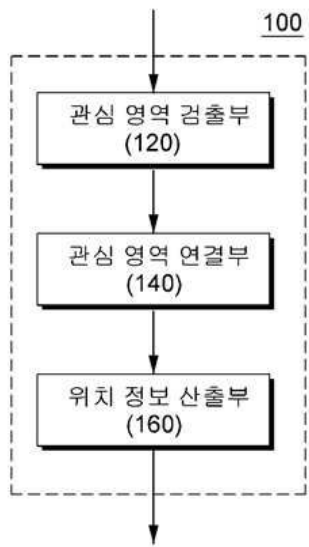 100
관심 영역 검출부
(120)
관심 영역 연결부
(140)
위치 정보 산출부
(160)